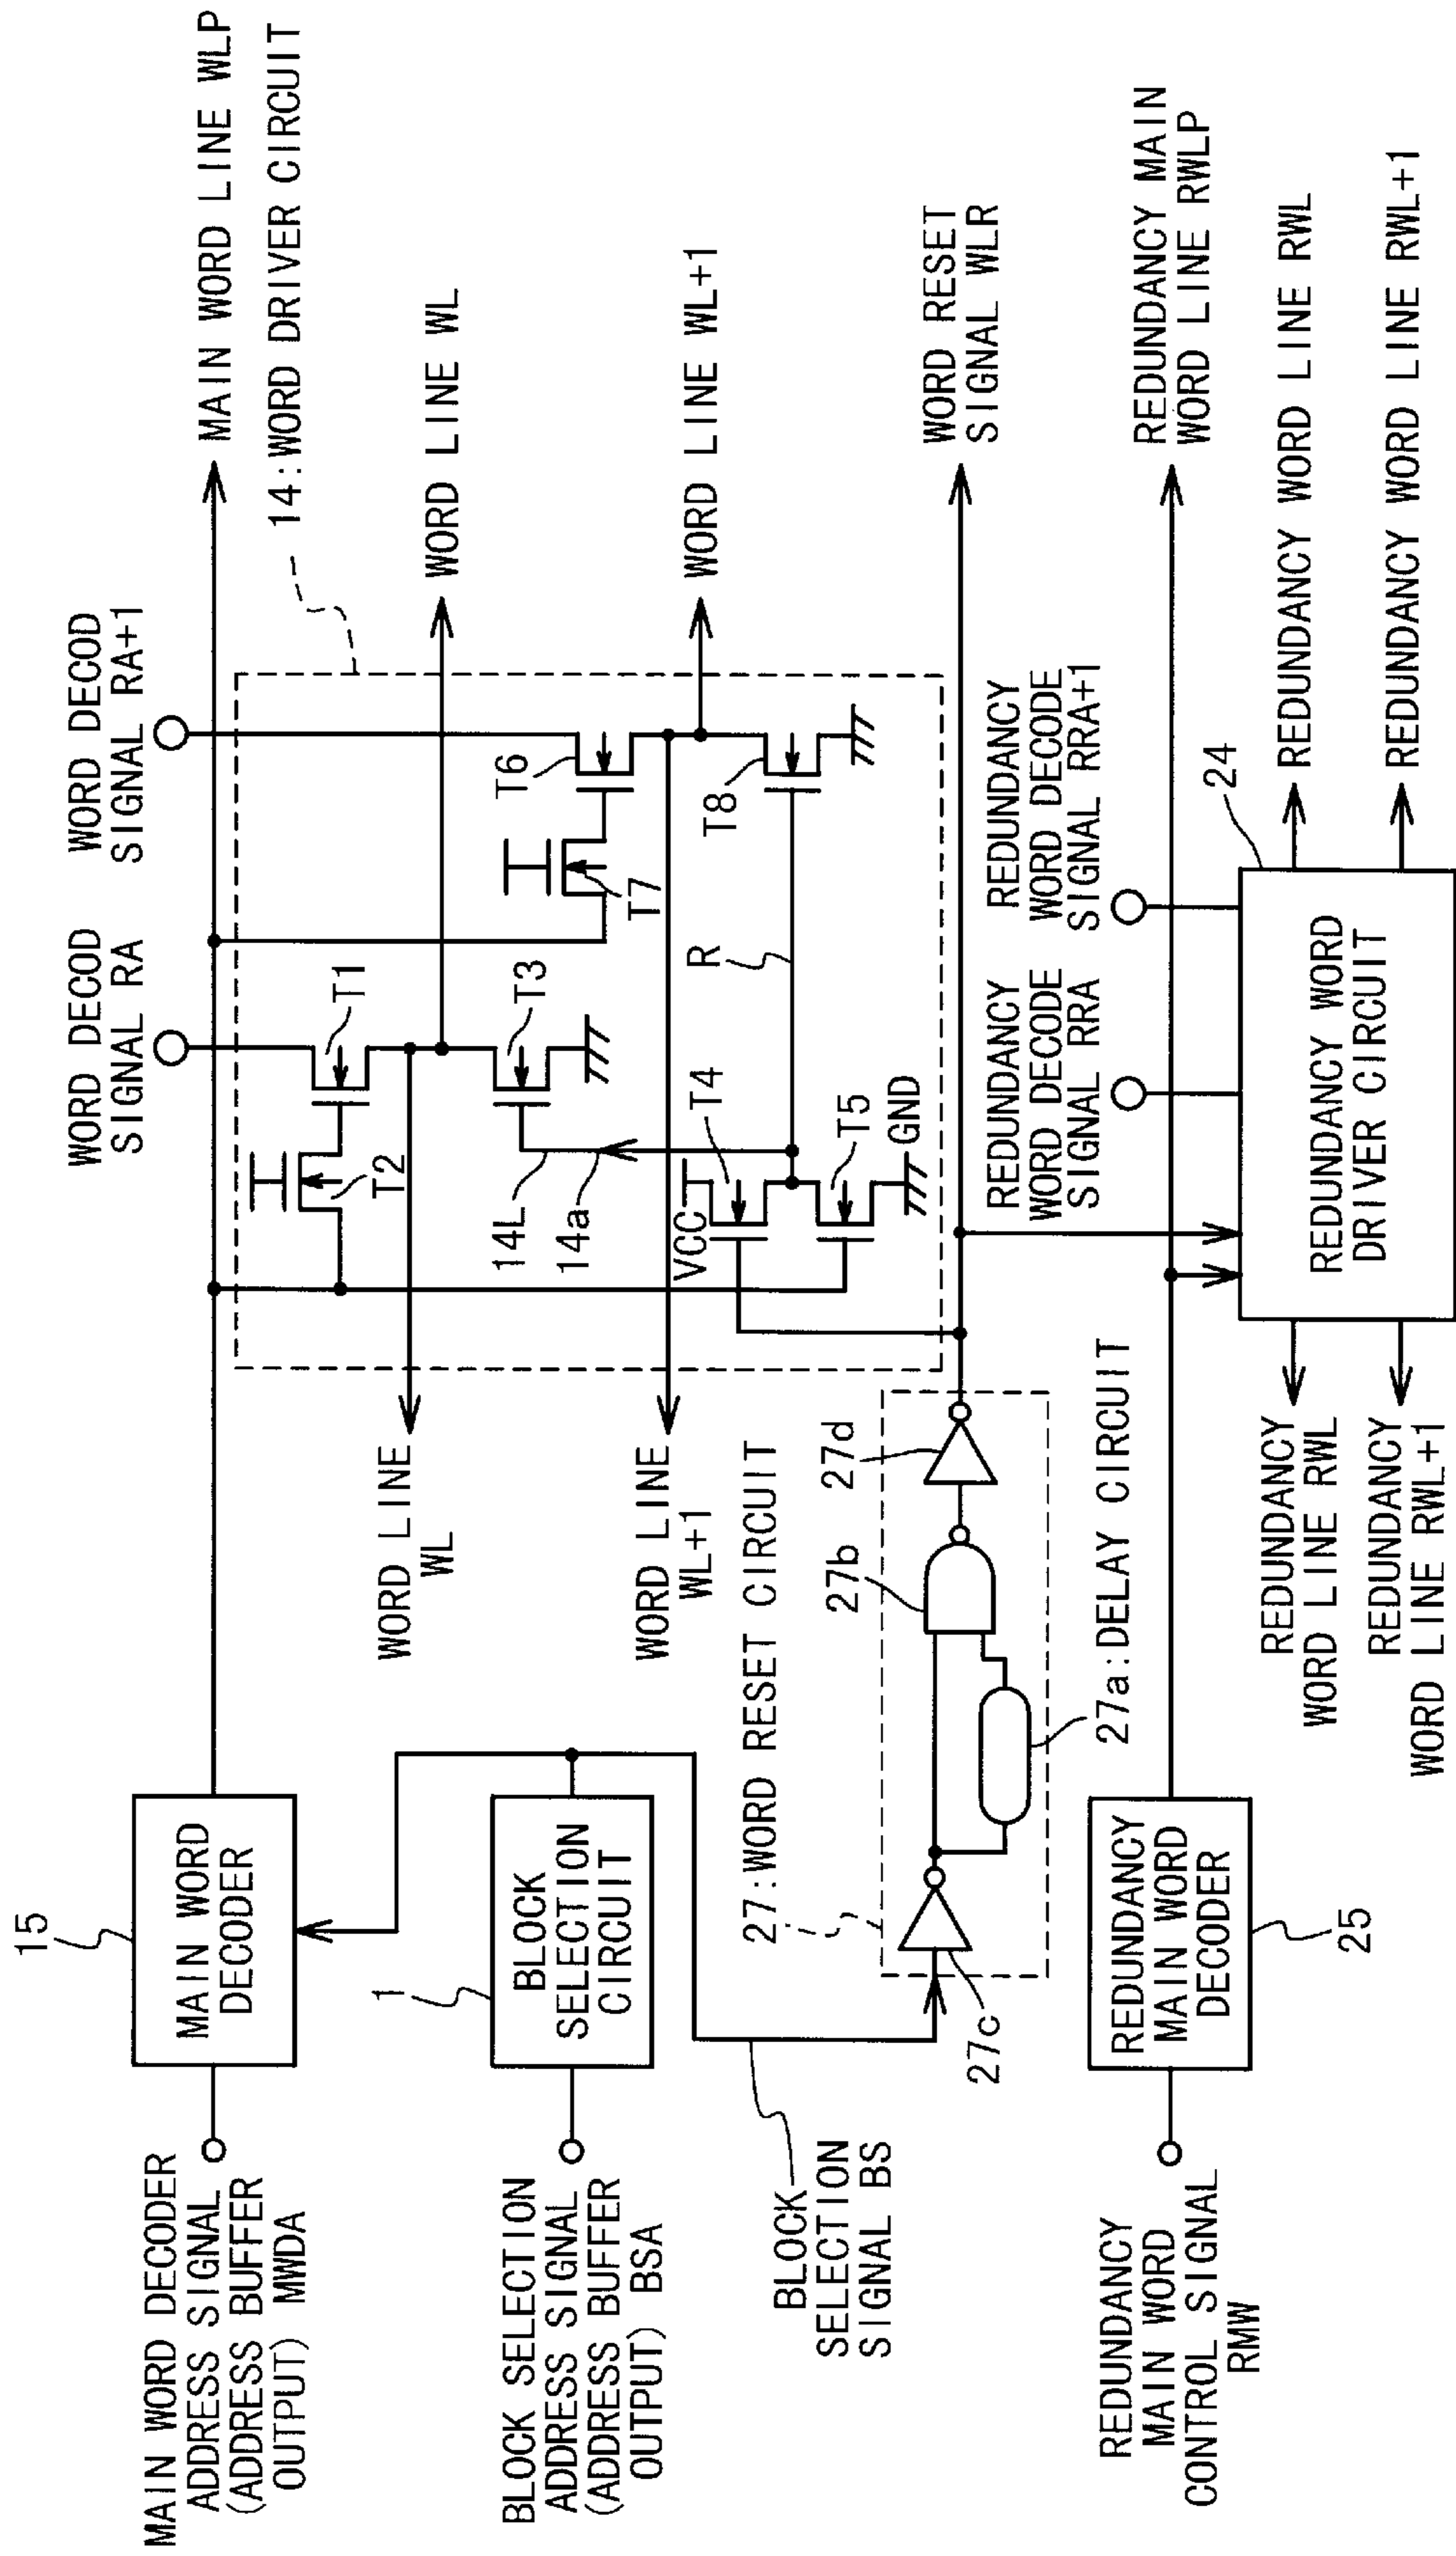 MAIN WORD LINE WLP
14:WORD DRIVER CIRCUIT
WORD DECOD
SIGNAL RA+1
WORD DECOD
SIGNAL RA
WORD LINE WL
WORD LINE WL+1
T1
T2
T3
T4
T5
T6
T7
T8
R
14L
14a
VCC
GND
WORD LINE
WL
WORD LINE
WL+1
15
MAIN WORD
DECODER
MAIN WORD DECODER
ADDRESS SIGNAL
(ADDRESS BUFFER
OUTPUT) MWDA
1
BLOCK
SELECTION
CIRCUIT
BLOCK SELECTION
ADDRESS SIGNAL
(ADDRESS BUFFER
OUTPUT) BSA
BLOCK
SELECTION
SIGNAL BS
27:WORD RESET CIRCUIT
27b
27d
27c
27a:DELAY CIRCUIT
WORD RESET
SIGNAL WLR
REDUNDANCY MAIN
WORD LINE RWLP
REDUNDANCY
WORD DECODE
SIGNAL RRA+1
REDUNDANCY
WORD DECODE
SIGNAL RRA
24
REDUNDANCY WORD
DRIVER CIRCUIT
REDUNDANCY WORD LINE RWL
REDUNDANCY WORD LINE RWL+1
REDUNDANCY
WORD LINE RWL
REDUNDANCY
WORD LINE RWL+1
REDUNDANCY
MAIN WORD
DECODER
25
REDUNDANCY
MAIN WORD
CONTROL SIGNAL
RMW